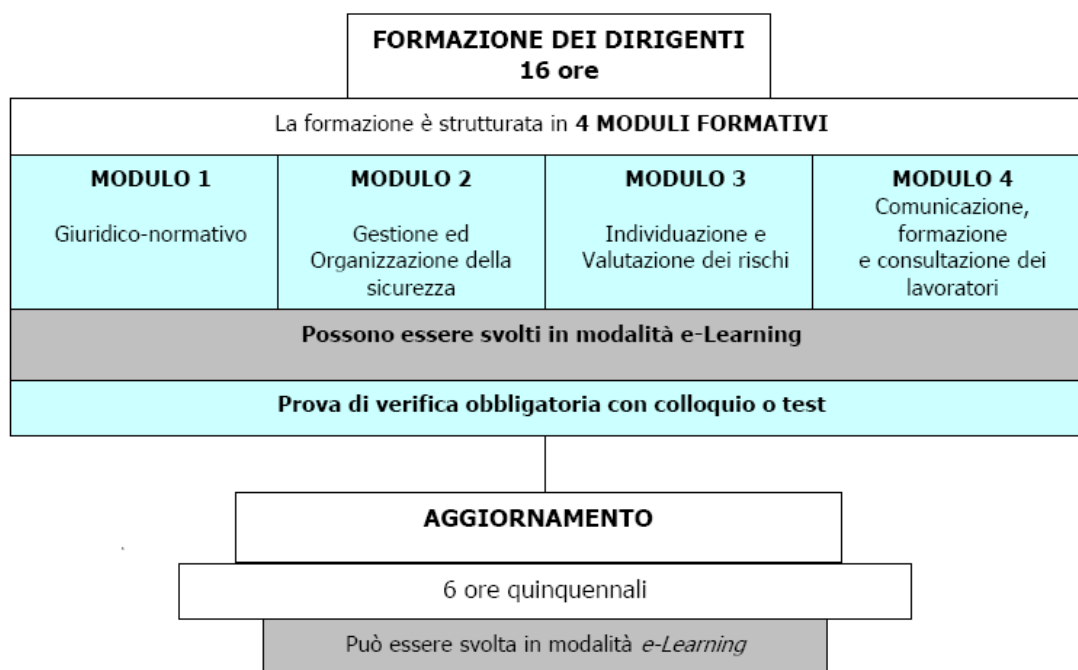 FORMAZIONE DEI DIRIGENTI
16 ore
La formazione è strutturata in 4 MODULI FORMATIVI
MODULO 1
Giuridico-normativo
MODULO 2
Gestione ed
Organizzazione della
sicurezza
MODULO 3
Individuazione e
Valutazione dei rischi
MODULO 4
Comunicazione,
formazione
e consultazione dei
lavoratori
Possono essere svolti in modalità e-Learning
Prova di verifica obbligatoria con colloquio o test
AGGIORNAMENTO
6 ore quinquennali
Può essere svolta in modalità e-Learning